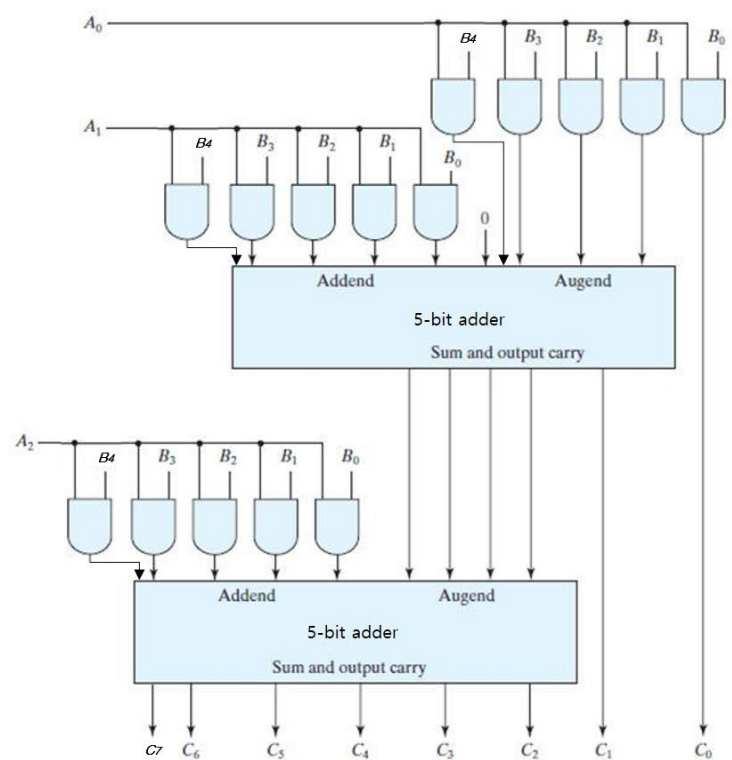 A₀
B4 B₃ B₂ B₁ B₀
A₁
B4 B₃ B₂ B₁ B₀
0
Addend Augend
5-bit adder
Sum and output carry
A₂
B4 B₃ B₂ B₁ B₀
Addend Augend
5-bit adder
Sum and output carry
C7 C₆ C₅ C₄ C₃ C₂ C₁ C₀